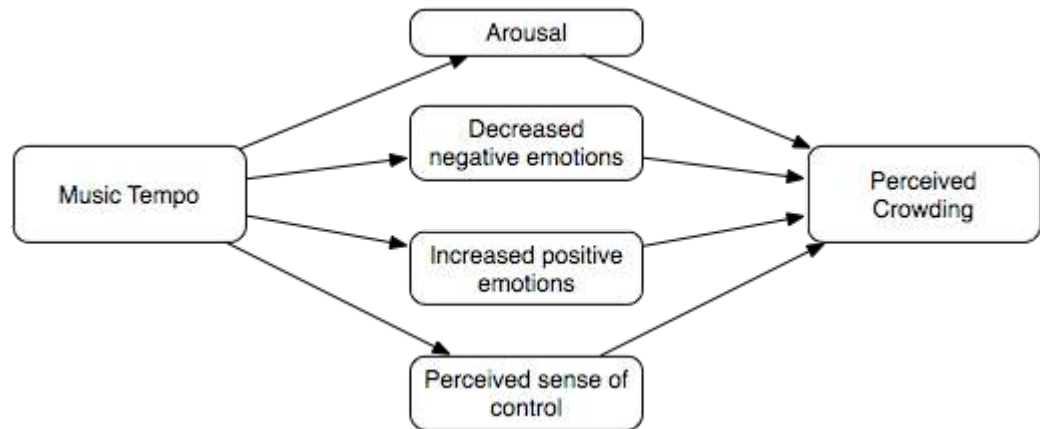 Arousal
Decreased
negative emotions
Music Tempo
Perceived
Crowding
Increased positive
emotions
Perceived sense of
control